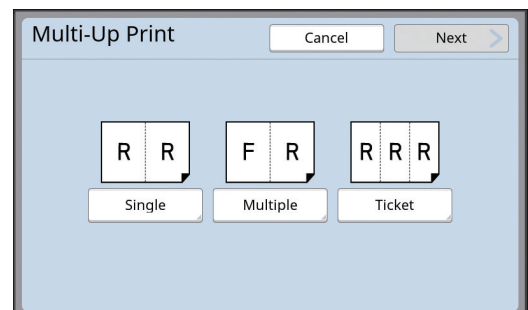 Multi-Up Print
Cancel
Next
R R
F R
R R R
Single
Multiple
Ticket